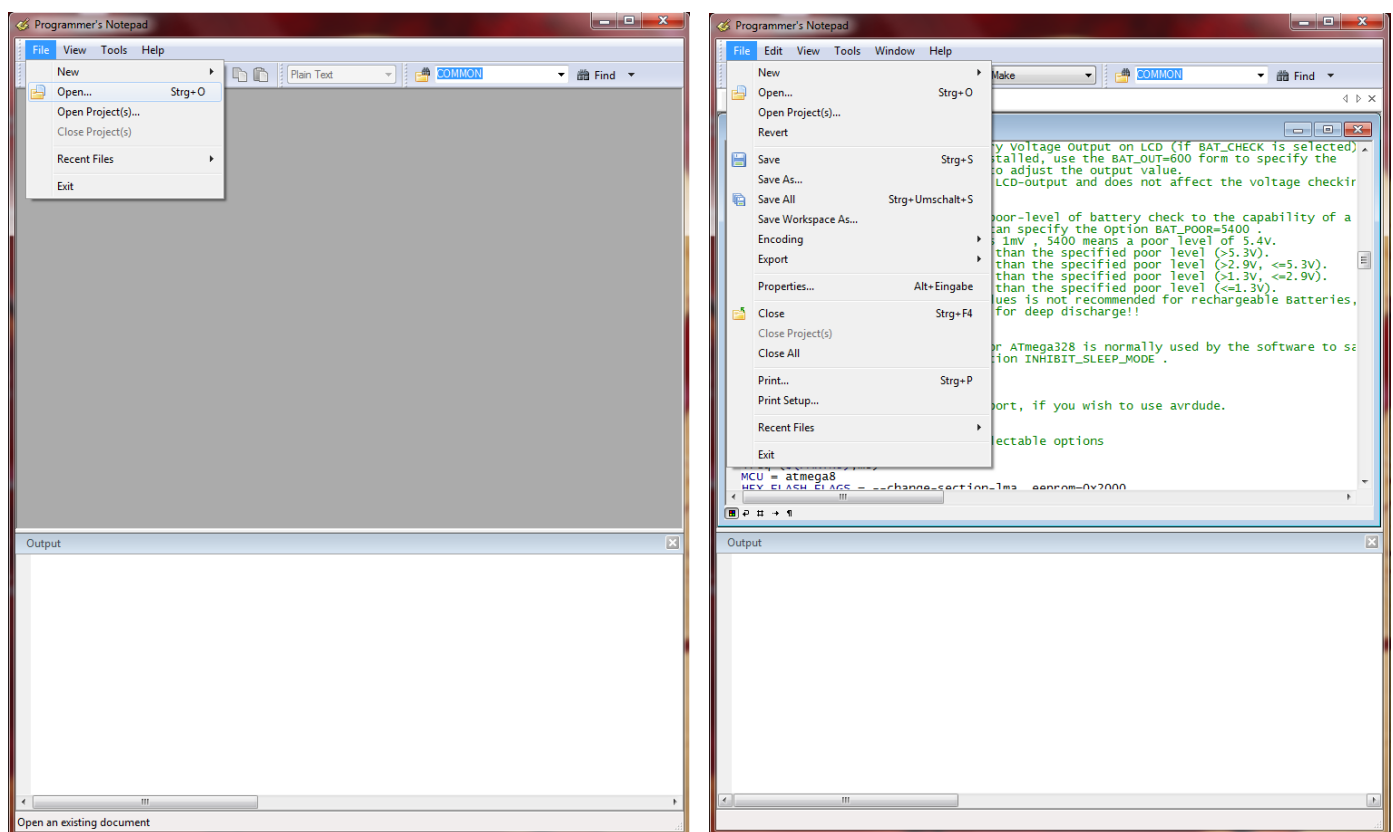 Programmer's Notepad
File View Tools Help
Plain Text COMMON Find
New
Open... Strg+O
Open Project(s)...
Close Project(s)
Recent Files
Exit
Output
Open an existing document
Programmer's Notepad
File Edit View Tools Window Help
Make COMMON Find
New
Open... Strg+O
Open Project(s)...
Revert
Save Strg+S
Save As...
Save All Strg+Umschalt+S
Save Workspace As...
Encoding
Export
Properties... Alt+Eingabe
Close Strg+F4
Close Project(s)
Close All
Print... Strg+P
Print Setup...
Recent Files
Exit
y Voltage Output on LCD (if BAT_CHECK is selected)
stalled, use the BAT_OUT=600 form to specify the
to adjust the output value.
LCD-output and does not affect the voltage checkin
poor-level of battery check to the capability of a
can specify the Option BAT_POOR=5400 .
s 1mV , 5400 means a poor level of 5.4V.
than the specified poor level (>5.3V).
than the specified poor level (>2.9V, <=5.3V).
than the specified poor level (>1.3V, <=2.9V).
than the specified poor level (<=1.3V).
lues is not recommended for rechargeable Batteries,
for deep discharge!!
or ATmega328 is normally used by the software to sa
tion INHIBIT_SLEEP_MODE .
port, if you wish to use avrdude.
lectable options
MCU = atmega8
HEX_FLASH_FLAGS = --change-section-lma .eeprom=0x2000
Output